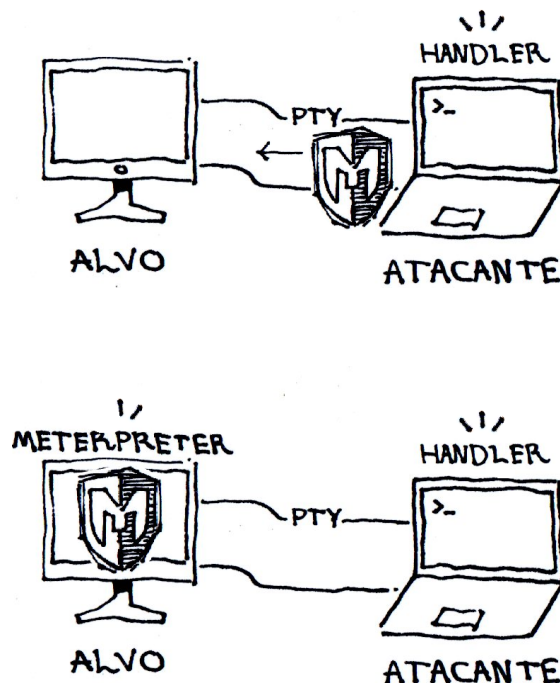 HANDLER
>_
PTY
M
ALVO
ATACANTE
METERPRETER
HANDLER
M
>_
PTY
ALVO
ATACANTE